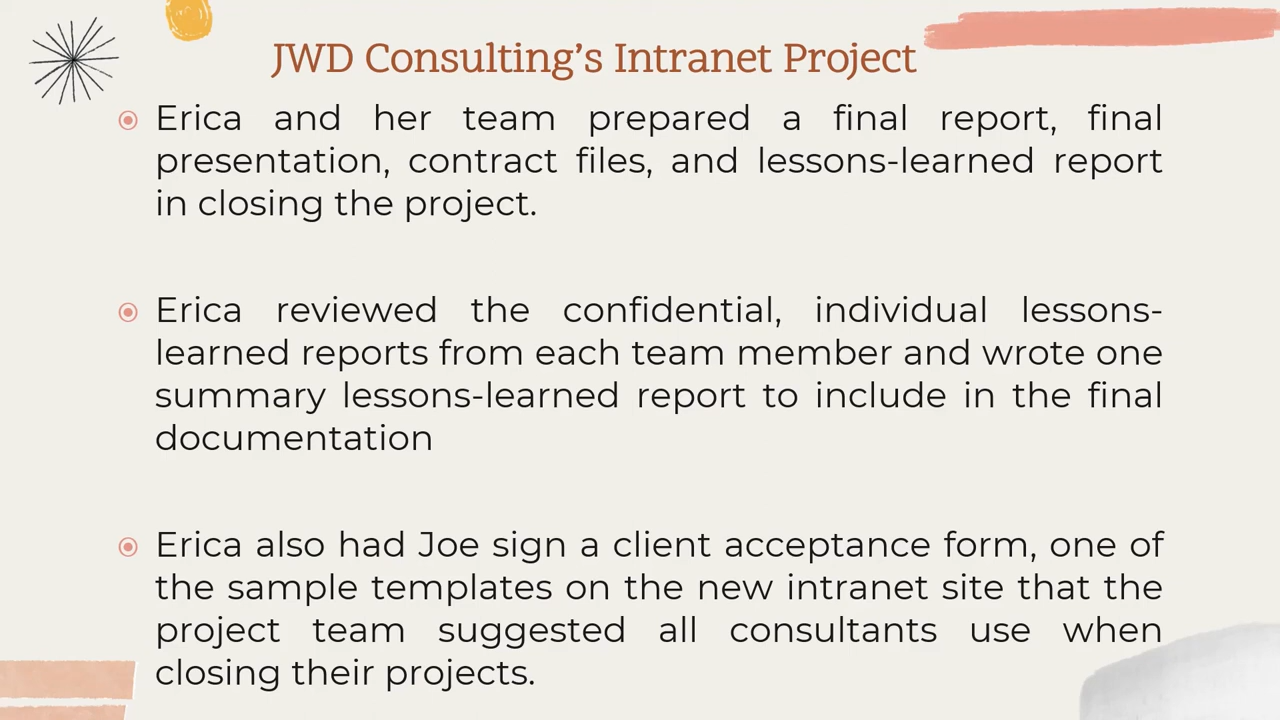 JWD Consulting's Intranet Project
Erica and her team prepared a final report, final
presentation, contract files, and lessons-learned report
in closing the project.
Erica reviewed the confidential, individual lessons-
learned reports from each team member and wrote one
summary lessons-learned report to include in the final
documentation
Erica also had Joe sign a client acceptance form, one of
the sample templates on the new intranet site that the
project team suggested all consultants use when
closing their projects.